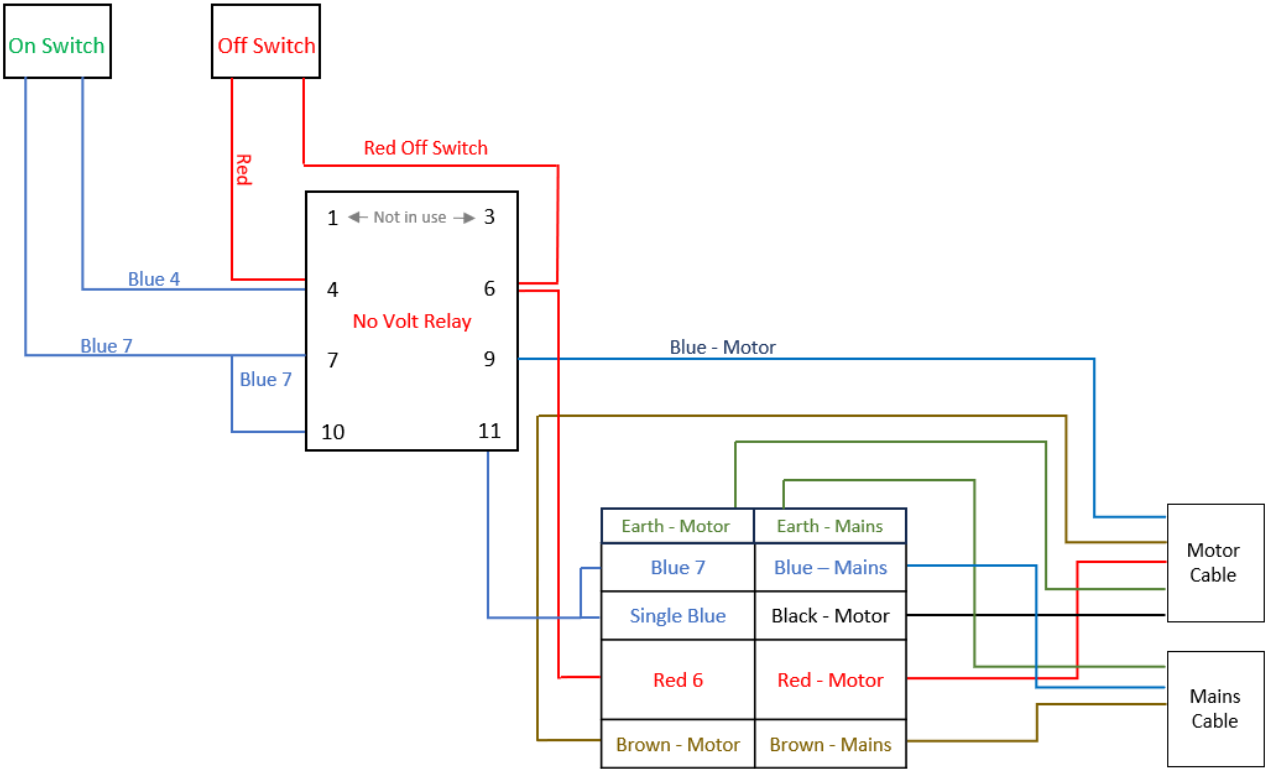 On Switch
Off Switch
Red Off Switch
Red
1 Not in use 3
Blue 4
4 6
No Volt Relay
Blue 7
7 9
Blue - Motor
Blue 7
10 11
Earth - Motor Earth - Mains
Blue 7 Blue – Mains
Single Blue Black - Motor
Red 6 Red - Motor
Brown - Motor Brown - Mains
Motor
Cable
Mains
Cable